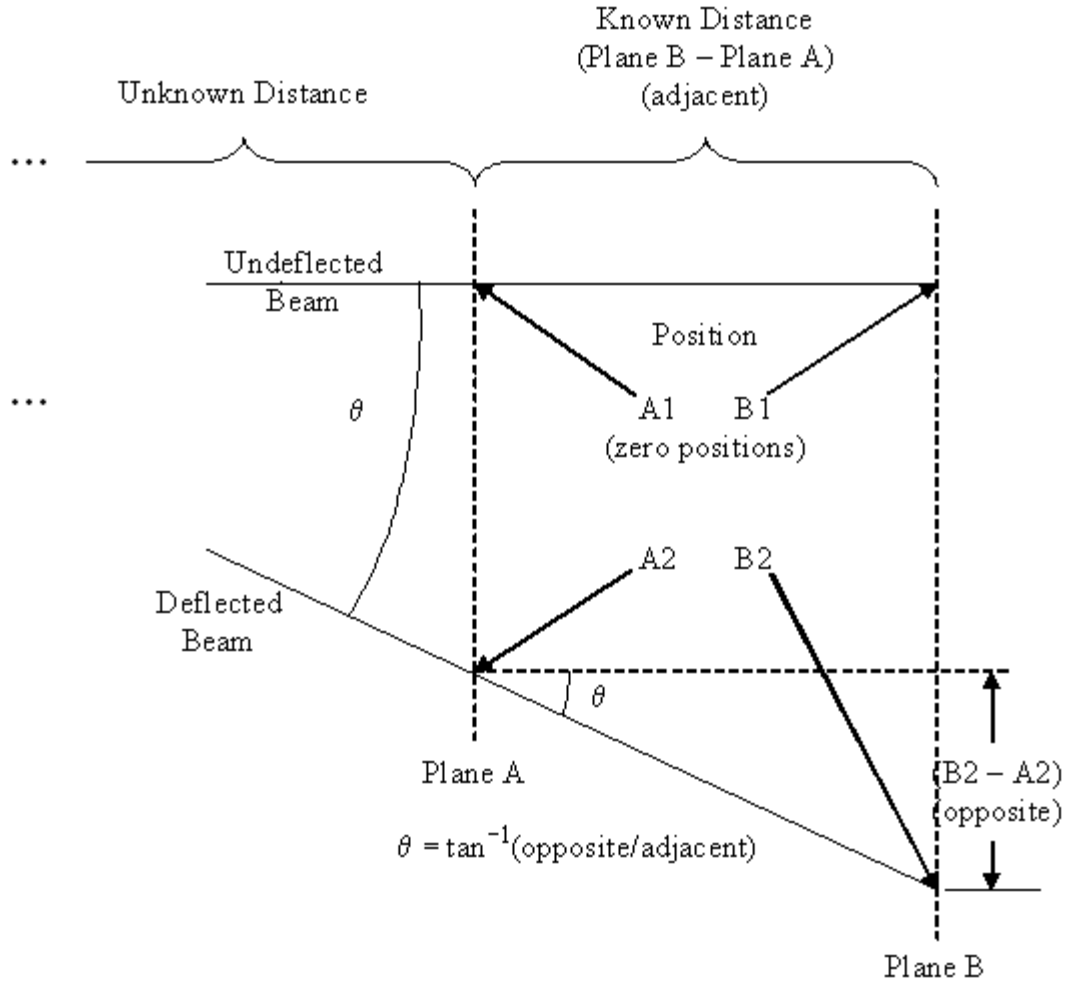 Known Distance
(Plane B – Plane A)
(adjacent)
Unknown Distance
...
Undeflected
Beam
Position
...
θ
A1 B1
(zero positions)
A2 B2
Deflected
Beam
θ
Plane A
(B2 – A2)
(opposite)
θ = tan⁻¹(opposite/adjacent)
Plane B